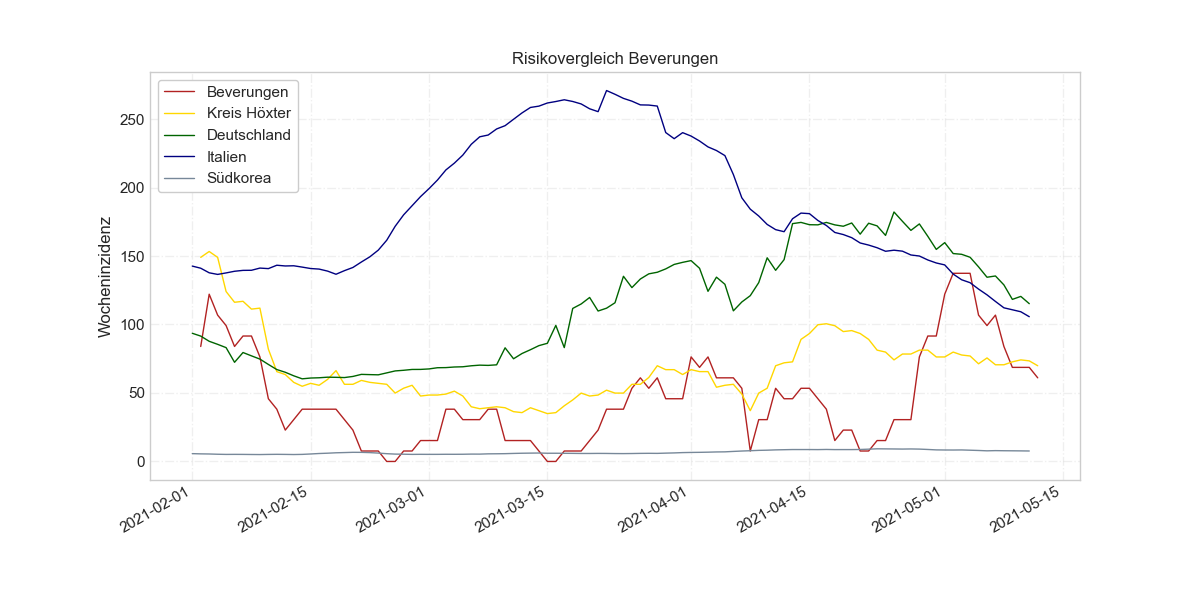 Risikovergleich Beverungen
Beverungen
Kreis Höxter
Deutschland
Italien
Südkorea
Wocheninzidenz
250
200
150
100
50
0
2021-02-01
2021-02-15
2021-03-01
2021-03-15
2021-04-01
2021-04-15
2021-05-01
2021-05-15